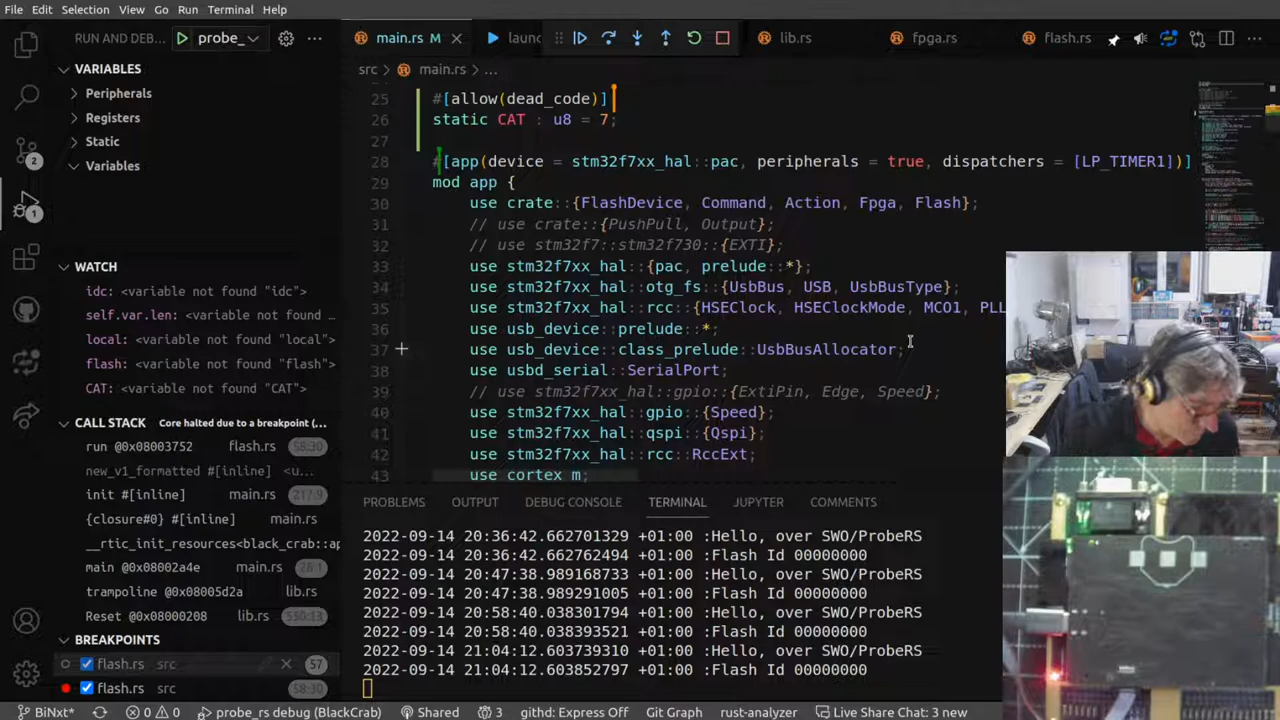 File Edit Selection View Go Run Terminal Help
RUN AND DEB... probe_
main.rs M
launc
lib.rs
fpga.rs
flash.rs
src > main.rs > ...
VARIABLES
Peripherals
Registers
Static
Variables
WATCH
idc: <variable not found "idc">
self.var.len: <variable not found …
local: <variable not found "local">
flash: <variable not found "flash">
CAT: <variable not found "CAT">
CALL STACK Core halted due to a breakpoint (...
run @0x08003752 flash.rs 58:30
new_v1_formatted #[inline] <u...
init #[inline] main.rs 217:9
{closure#0} #[inline] main.rs
__rtic_init_resources<black_crab::ap
main @0x08002a4e main.rs 28:1
trampoline @0x08005d2a lib.rs
Reset @0x08000208 lib.rs 550:13
BREAKPOINTS
flash.rs src 57
flash.rs src 58:30
25 #[allow(dead_code)]
26 static CAT : u8 = 7;
27
28 #[app(device = stm32f7xx_hal::pac, peripherals = true, dispatchers = [LP_TIMER1])]
29 mod app {
30 use crate::{FlashDevice, Command, Action, Fpga, Flash};
31 // use crate::{PushPull, Output};
32 // use stm32f7::stm32f730::{EXTI};
33 use stm32f7xx_hal::{pac, prelude::*};
34 use stm32f7xx_hal::otg_fs::{UsbBus, USB, UsbBusType};
35 use stm32f7xx_hal::rcc::{HSEClock, HSEClockMode, MCO1, PLL
36 use usb_device::prelude::*;
37 use usb_device::class_prelude::UsbBusAllocator;
38 use usbd_serial::SerialPort;
39 // use stm32f7xx_hal::gpio::{ExtiPin, Edge, Speed};
40 use stm32f7xx_hal::gpio::{Speed};
41 use stm32f7xx_hal::qspi::{Qspi};
42 use stm32f7xx_hal::rcc::RccExt;
43 use cortex_m;
PROBLEMS OUTPUT DEBUG CONSOLE TERMINAL JUPYTER COMMENTS
2022-09-14 20:36:42.662701329 +01:00 :Hello, over SWO/ProbeRS
2022-09-14 20:36:42.662762494 +01:00 :Flash Id 00000000
2022-09-14 20:47:38.989168733 +01:00 :Hello, over SWO/ProbeRS
2022-09-14 20:47:38.989291005 +01:00 :Flash Id 00000000
2022-09-14 20:58:40.038301794 +01:00 :Hello, over SWO/ProbeRS
2022-09-14 20:58:40.038393521 +01:00 :Flash Id 00000000
2022-09-14 21:04:12.603739310 +01:00 :Hello, over SWO/ProbeRS
2022-09-14 21:04:12.603852797 +01:00 :Flash Id 00000000
2
1
BiNxt* 0 0 probe_rs debug (BlackCrab) Shared 3 githd: Express Off Git Graph rust-analyzer Live Share Chat: 3 new